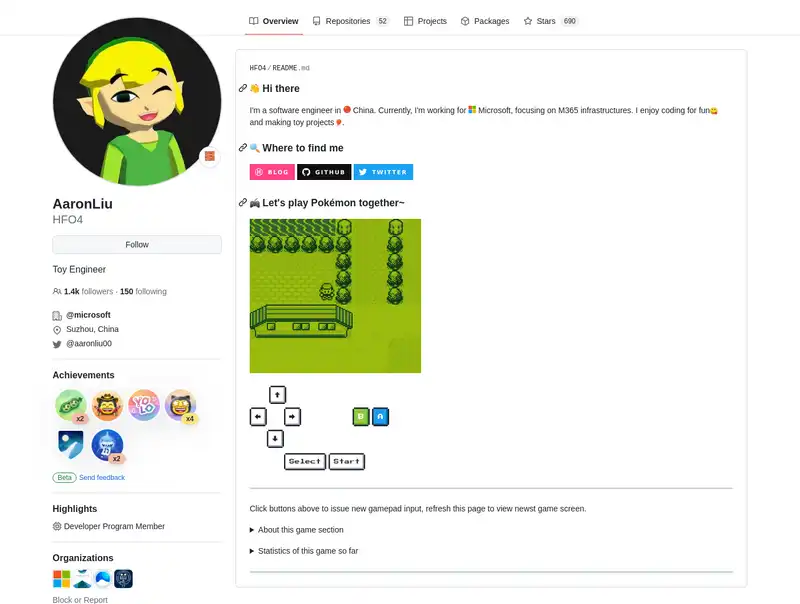 Overview Repositories 52 Projects Packages Stars 690
AaronLiu
HFO4
Follow
Toy Engineer
1.4k followers · 150 following
@microsoft
Suzhou, China
@aaronliu00
Achievements
x2
YOLO
x4
x2
Beta Send feedback
Highlights
Developer Program Member
Organizations
Block or Report
HFO4/README.md
👋 Hi there
I'm a software engineer in China. Currently, I'm working for Microsoft, focusing on M365 infrastructures. I enjoy coding for fun😋
and making toy projects🎈.
🔍 Where to find me
BLOG GITHUB TWITTER
🎮 Let's play Pokémon together~
B A
Select Start
Click buttons above to issue new gamepad input, refresh this page to view newst game screen.
About this game section
Statistics of this game so far